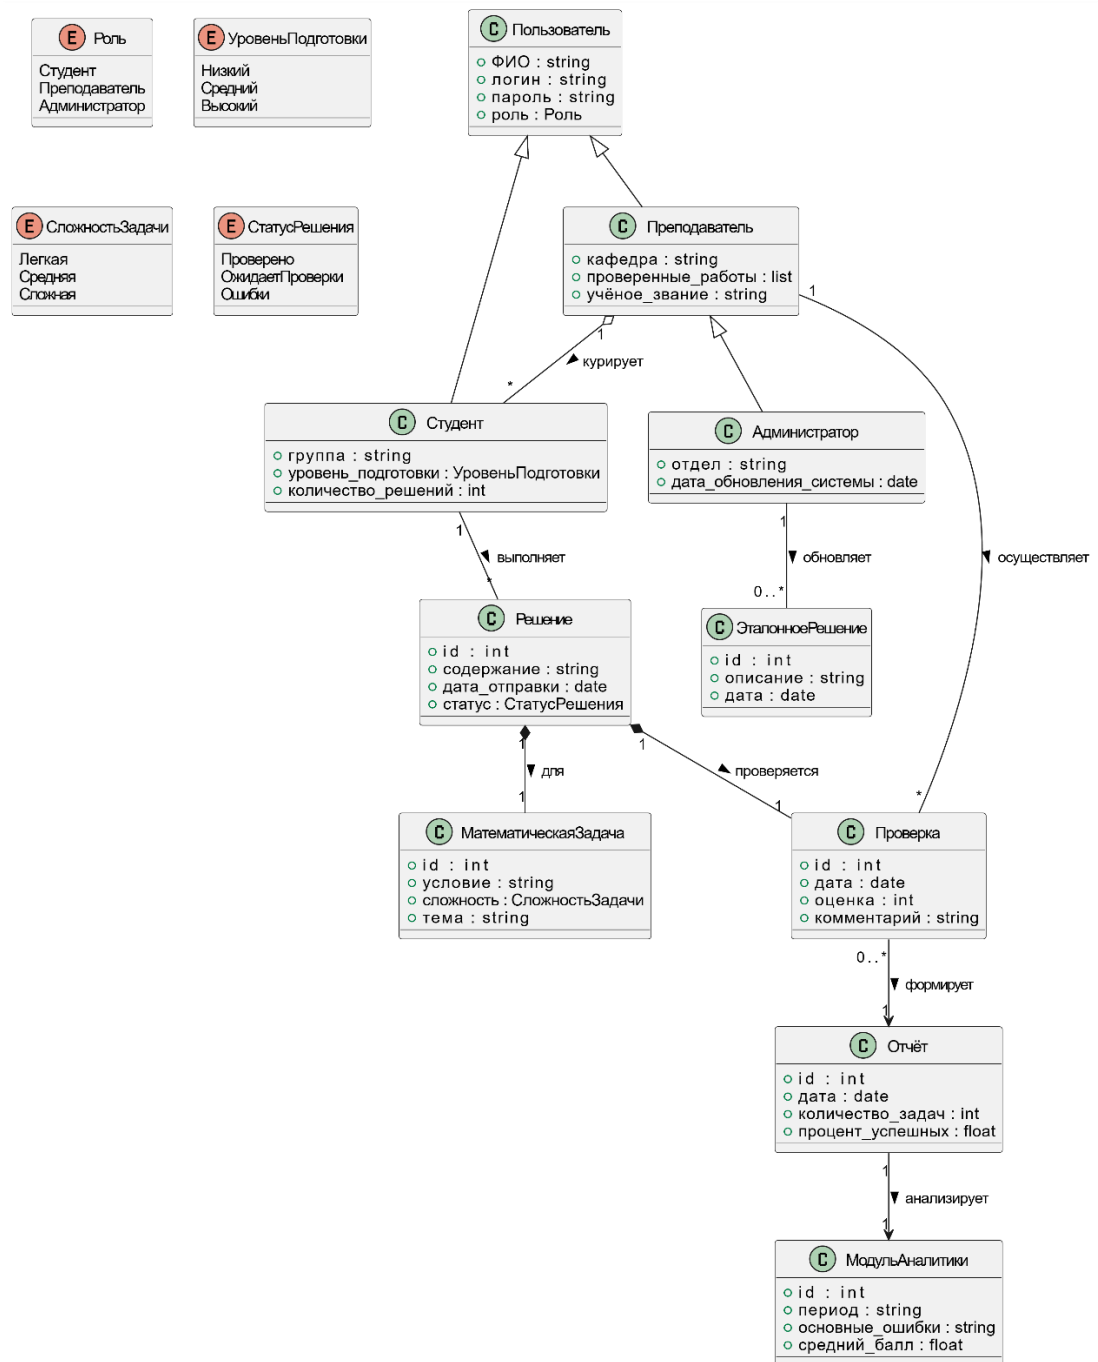 E Роль
Студент
Преподаватель
Администратор
E УровеньПодготовки
Низкий
Средний
Высокий
C Пользователь
ФИО : string
логин : string
пароль : string
роль : Роль
E СложностьЗадачи
Легкая
Средняя
Сложная
E СтатусРешения
Проверено
ОжидаетПроверки
Ошибки
C Преподаватель
кафедра : string
проверенные_работы : list
учёное_звание : string
1
1
курирует
*
C Студент
группа : string
уровень_подготовки : УровеньПодготовки
количество_решений : int
C Администратор
отдел : string
дата_обновления_системы : date
1
выполняет
*
1
обновляет
0..*
осуществляет
C Решение
id : int
содержание : string
дата_отправки : date
статус : СтатусРешения
C ЭталонноеРешение
id : int
описание : string
дата : date
1
для
1
1
проверяется
1
*
C МатематическаяЗадача
id : int
условие : string
сложность : СложностьЗадачи
тема : string
C Проверка
id : int
дата : date
оценка : int
комментарий : string
0..*
формирует
1
C Отчёт
id : int
дата : date
количество_задач : int
процент_успешных : float
1
анализирует
1
C МодульАналитики
id : int
период : string
основные_ошибки : string
средний_балл : float